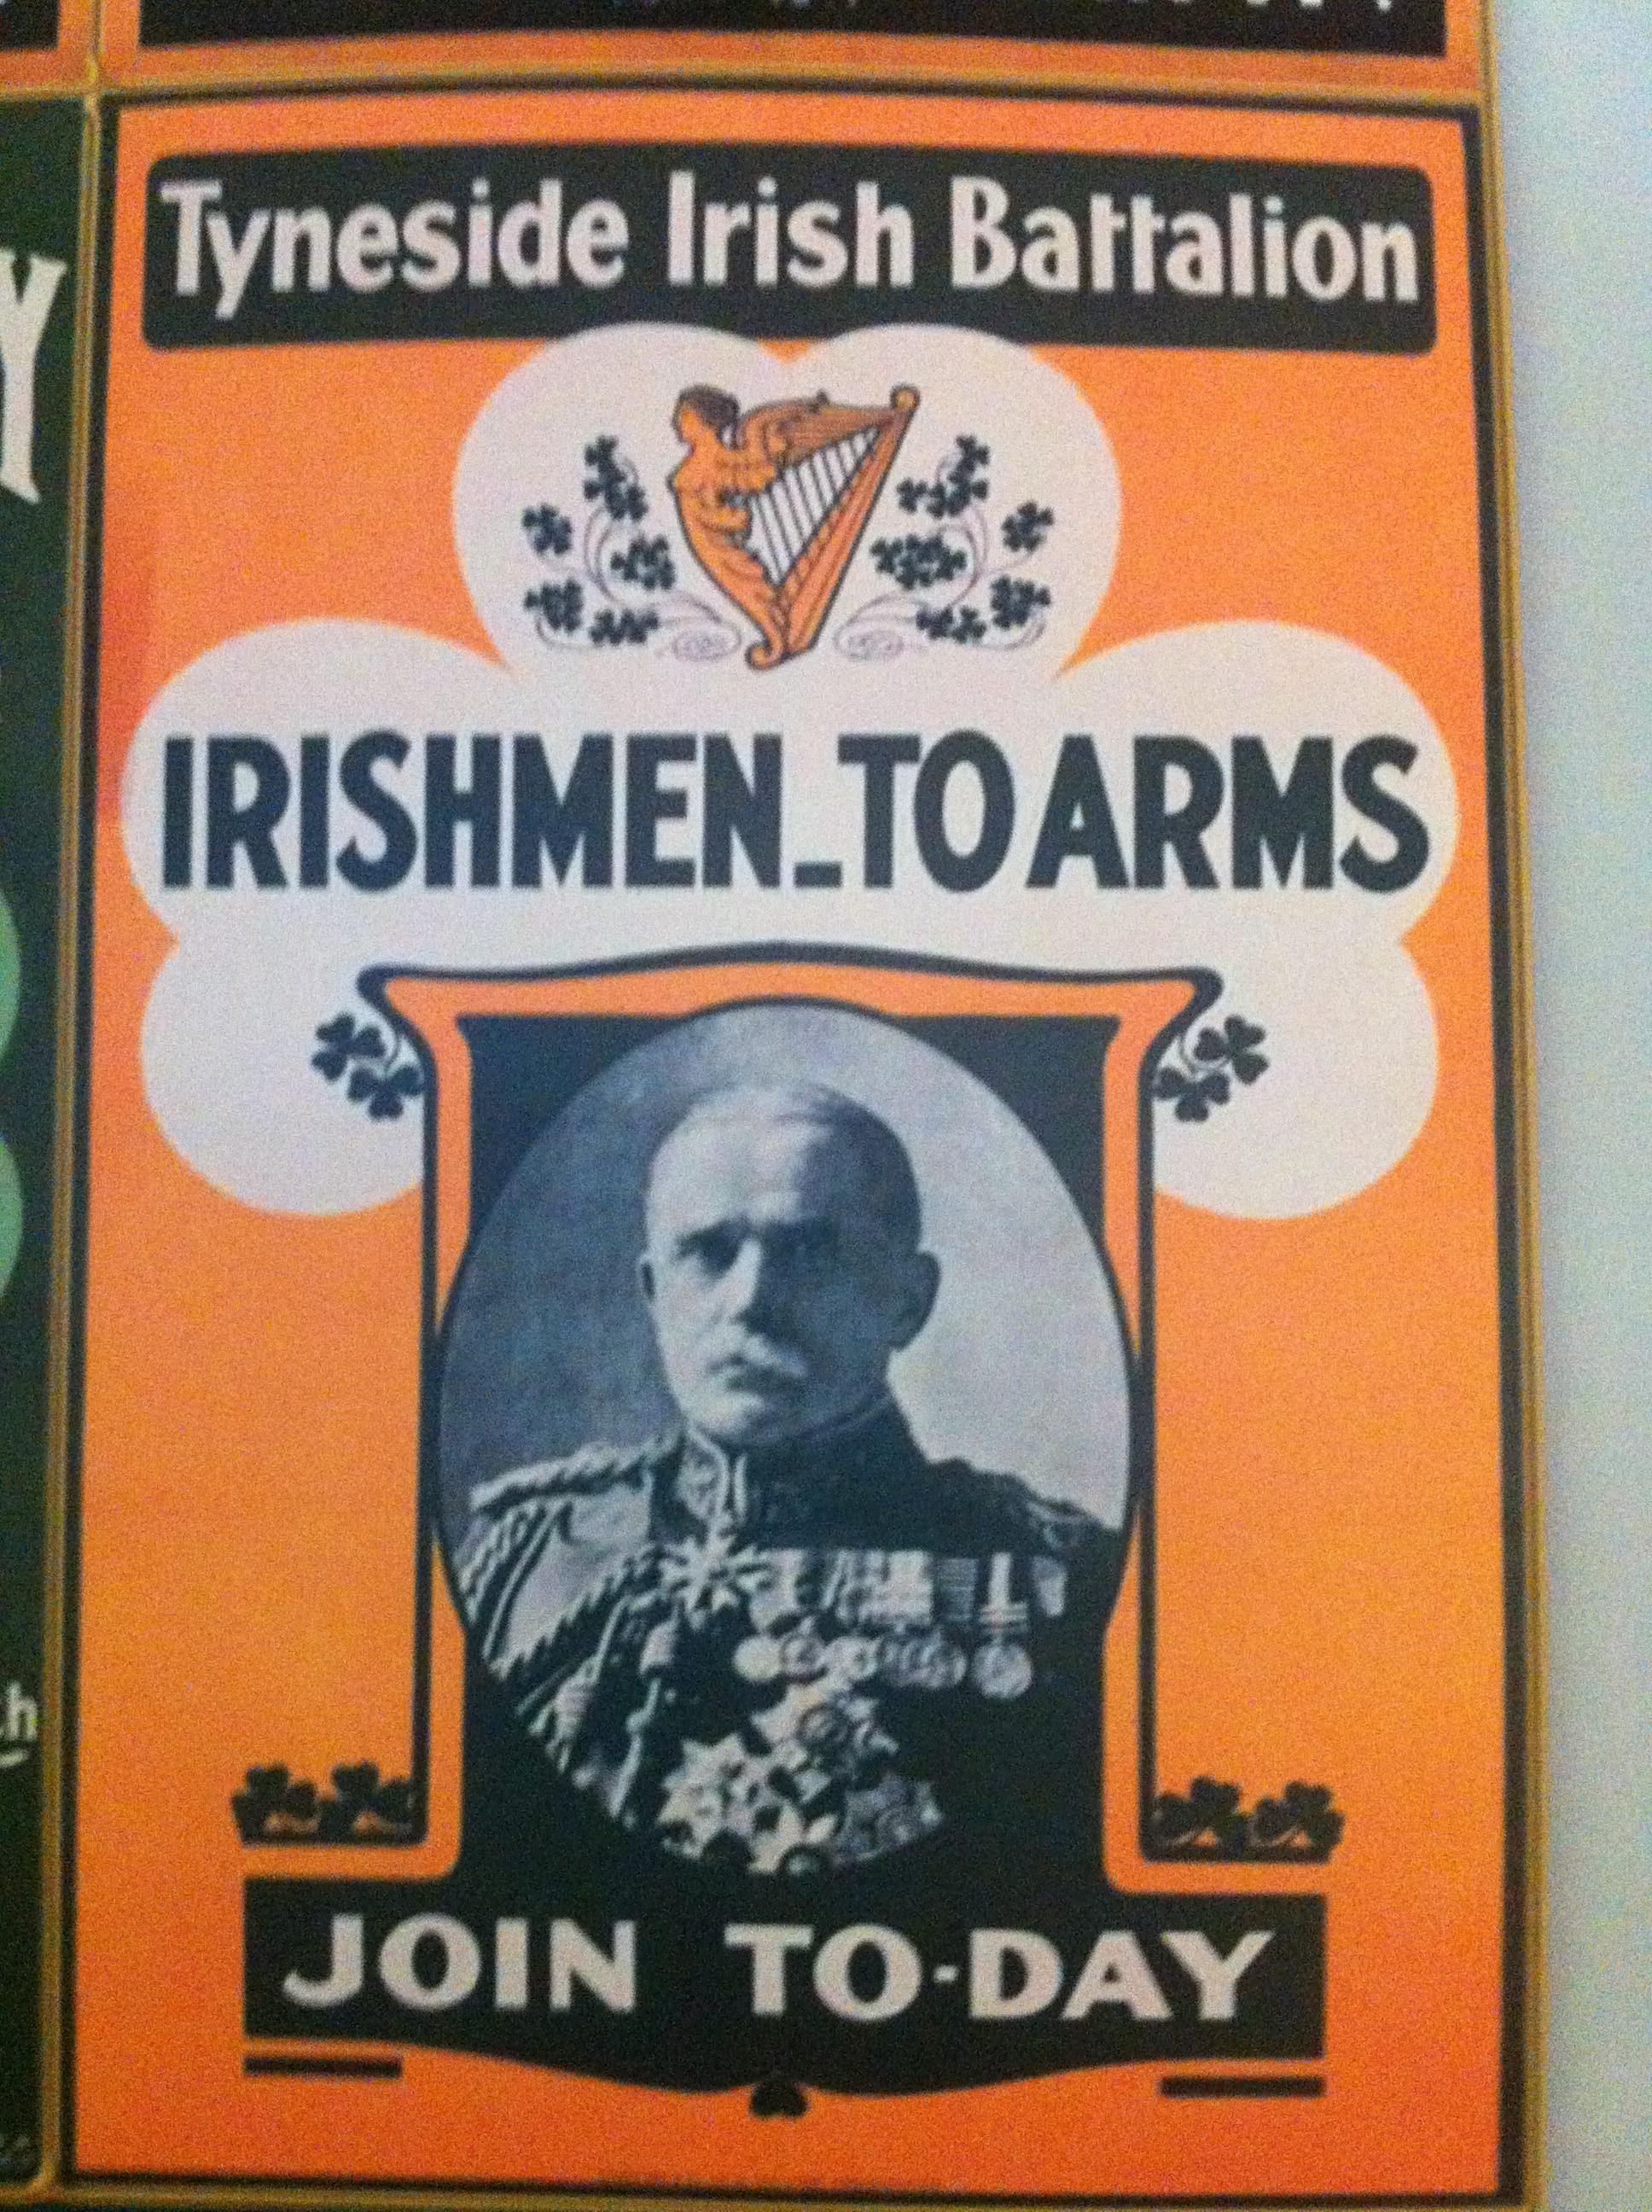 Tyneside Irish Battalion
IRISHMEN_TO ARMS
JOIN TO-DAY
Y
h